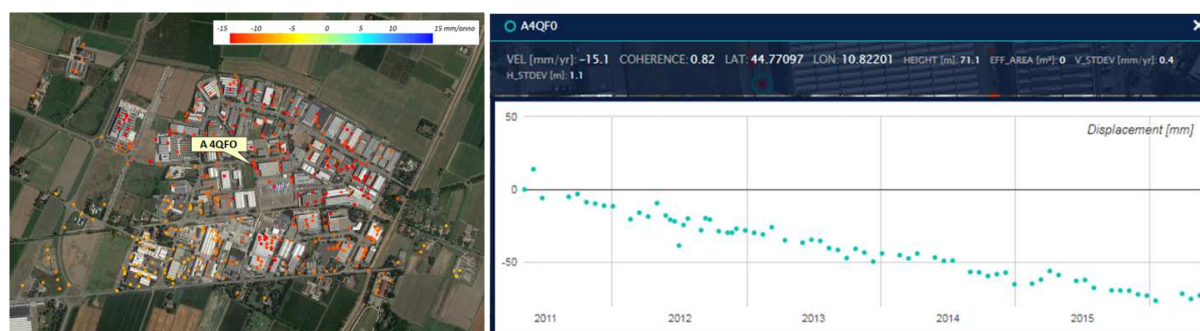 -15 -10 -5 0 5 10 15 mm/anno
A 4QFO
A4QF0
VEL [mm/yr]: -15.1 COHERENCE: 0.82 LAT: 44.77097 LON: 10.82201 HEIGHT [m]: 71.1 EFF_AREA [m²]: 0 V_STDEV [mm/yr]: 0.4
H_STDEV [m]: 1.1
50
Displacement [mm]
0
-50
2011 2012 2013 2014 2015